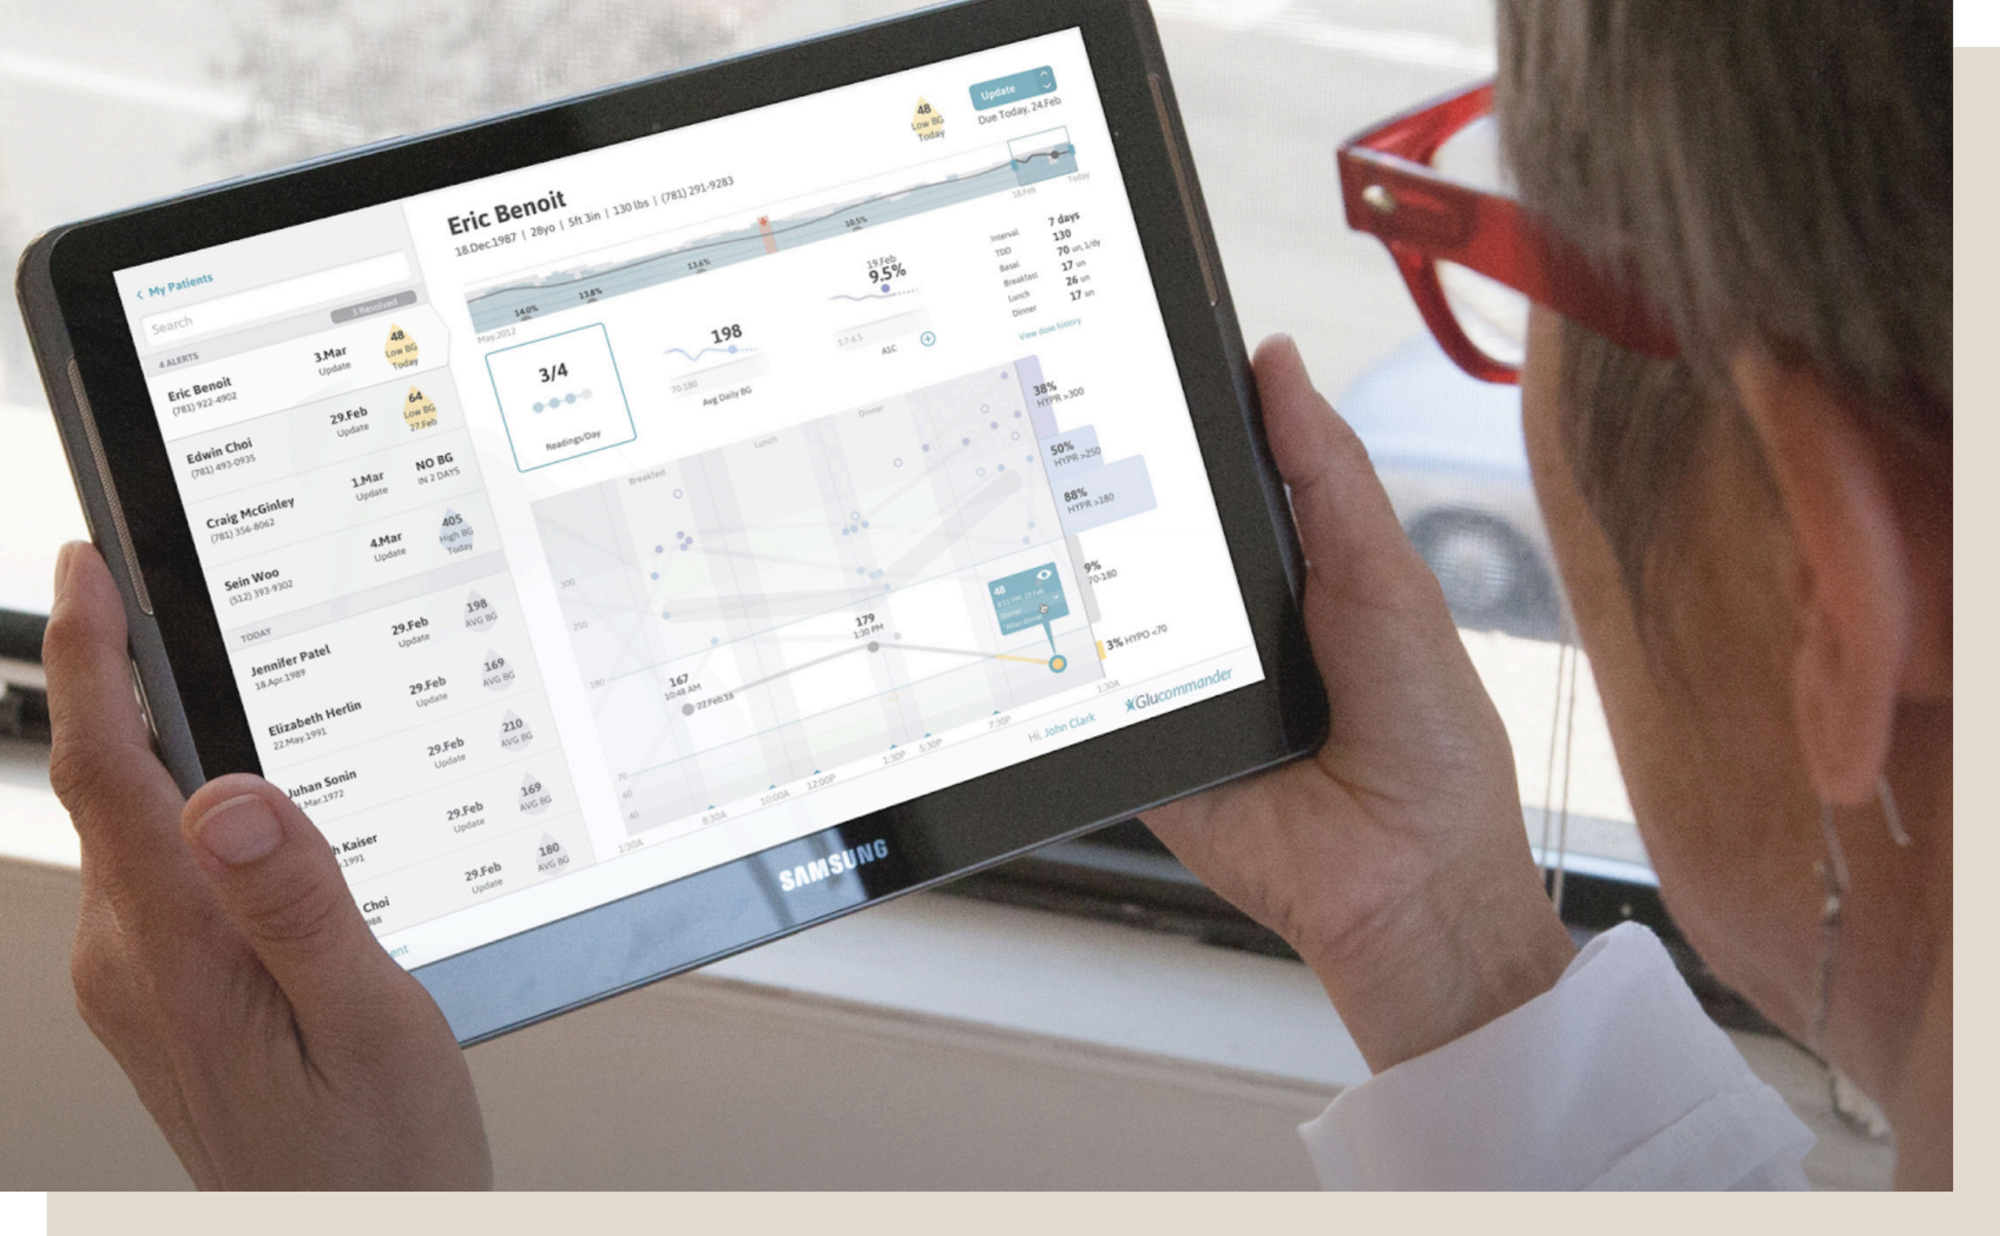 ‹ My Patients
Search
3 Resolved
4 ALERTS
Eric Benoit
(781) 922-4902
3.Mar
Update
48
Low BG
Today
Edwin Choi
(781) 493-0935
29.Feb
Update
64
Low BG
27.Feb
Craig McGinley
(781) 356-8062
1.Mar
Update
NO BG
IN 2 DAYS
Sein Woo
(512) 393-9302
4.Mar
Update
405
High BG
Today
TODAY
Jennifer Patel
18.Apr.1989
29.Feb
Update
198
AVG BG
Elizabeth Herlin
22.May.1991
29.Feb
Update
169
AVG BG
Juhan Sonin
.Mar.1972
29.Feb
Update
210
AVG BG
h Kaiser
.1991
29.Feb
Update
169
AVG BG
Choi
988
29.Feb
Update
180
AVG BG
ent
Eric Benoit
18.Dec.1987 | 28yo | 5ft 3in | 130 lbs | (781) 291-9283
48
Low BG
Today
Update
Due Today, 24.Feb
14.0%
13.8%
13.6%
10.5%
May.2012
18.Feb
Today
3/4
Readings/Day
198
70-180
Avg Daily BG
19.Feb
9.5%
5.7-6.5
A1C
Interval 7 days
TDD 130
Basal 70 un, 1/dy
Breakfast 17 un
Lunch 26 un
Dinner 17 un
View dose history
Breakfast
Lunch
Dinner
38%
HYPR >300
50%
HYPR >250
88%
HYPR >180
9%
70-180
3% HYPO <70
300
250
180
70
60
40
167
10:48 AM
22.Feb.16
179
1:30 PM
48
Dinner
"After dinner"
1:30A
8:30A
10:00A
12:00P
1:30P
5:30P
7:30P
1:30A
Hi, John Clark
Glucommander
SAMSUNG